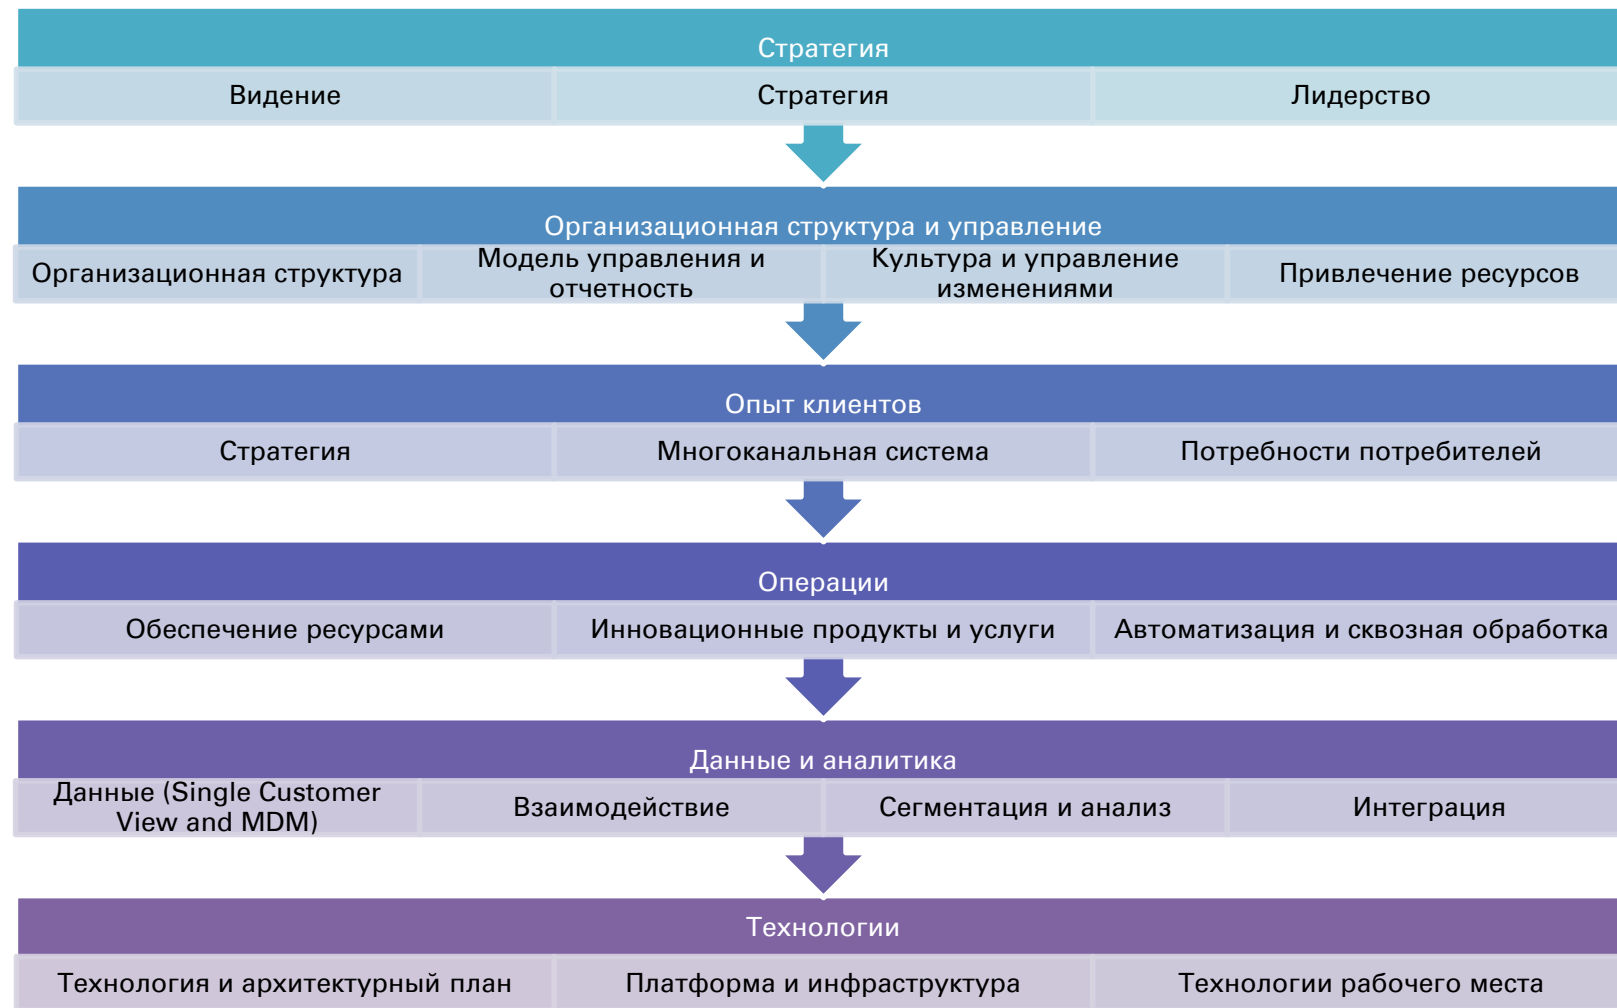 Стратегия
Видение
Стратегия
Лидерство
Организационная структура и управление
Организационная структура
Модель управления и
отчетность
Культура и управление
изменениями
Привлечение ресурсов
Опыт клиентов
Стратегия
Многоканальная система
Потребности потребителей
Операции
Обеспечение ресурсами
Инновационные продукты и услуги
Автоматизация и сквозная обработка
Данные и аналитика
Данные (Single Customer
View and MDM)
Взаимодействие
Сегментация и анализ
Интеграция
Технологии
Технология и архитектурный план
Платформа и инфраструктура
Технологии рабочего места